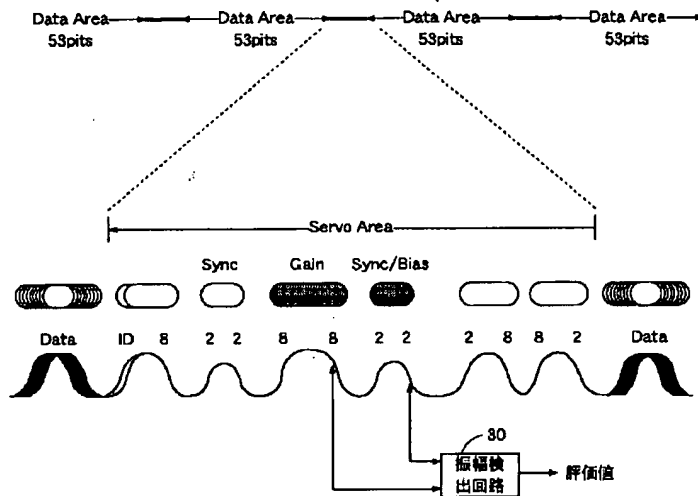 Data Area Data Area Data Area Data Area
53pits 53pits 53pits 53pits
Servo Area
Sync Gain Sync/Bias
Data ID 8 2 2 8 8 2 2 2 8 8 2 Data
30
振幅検
出回路
評価値